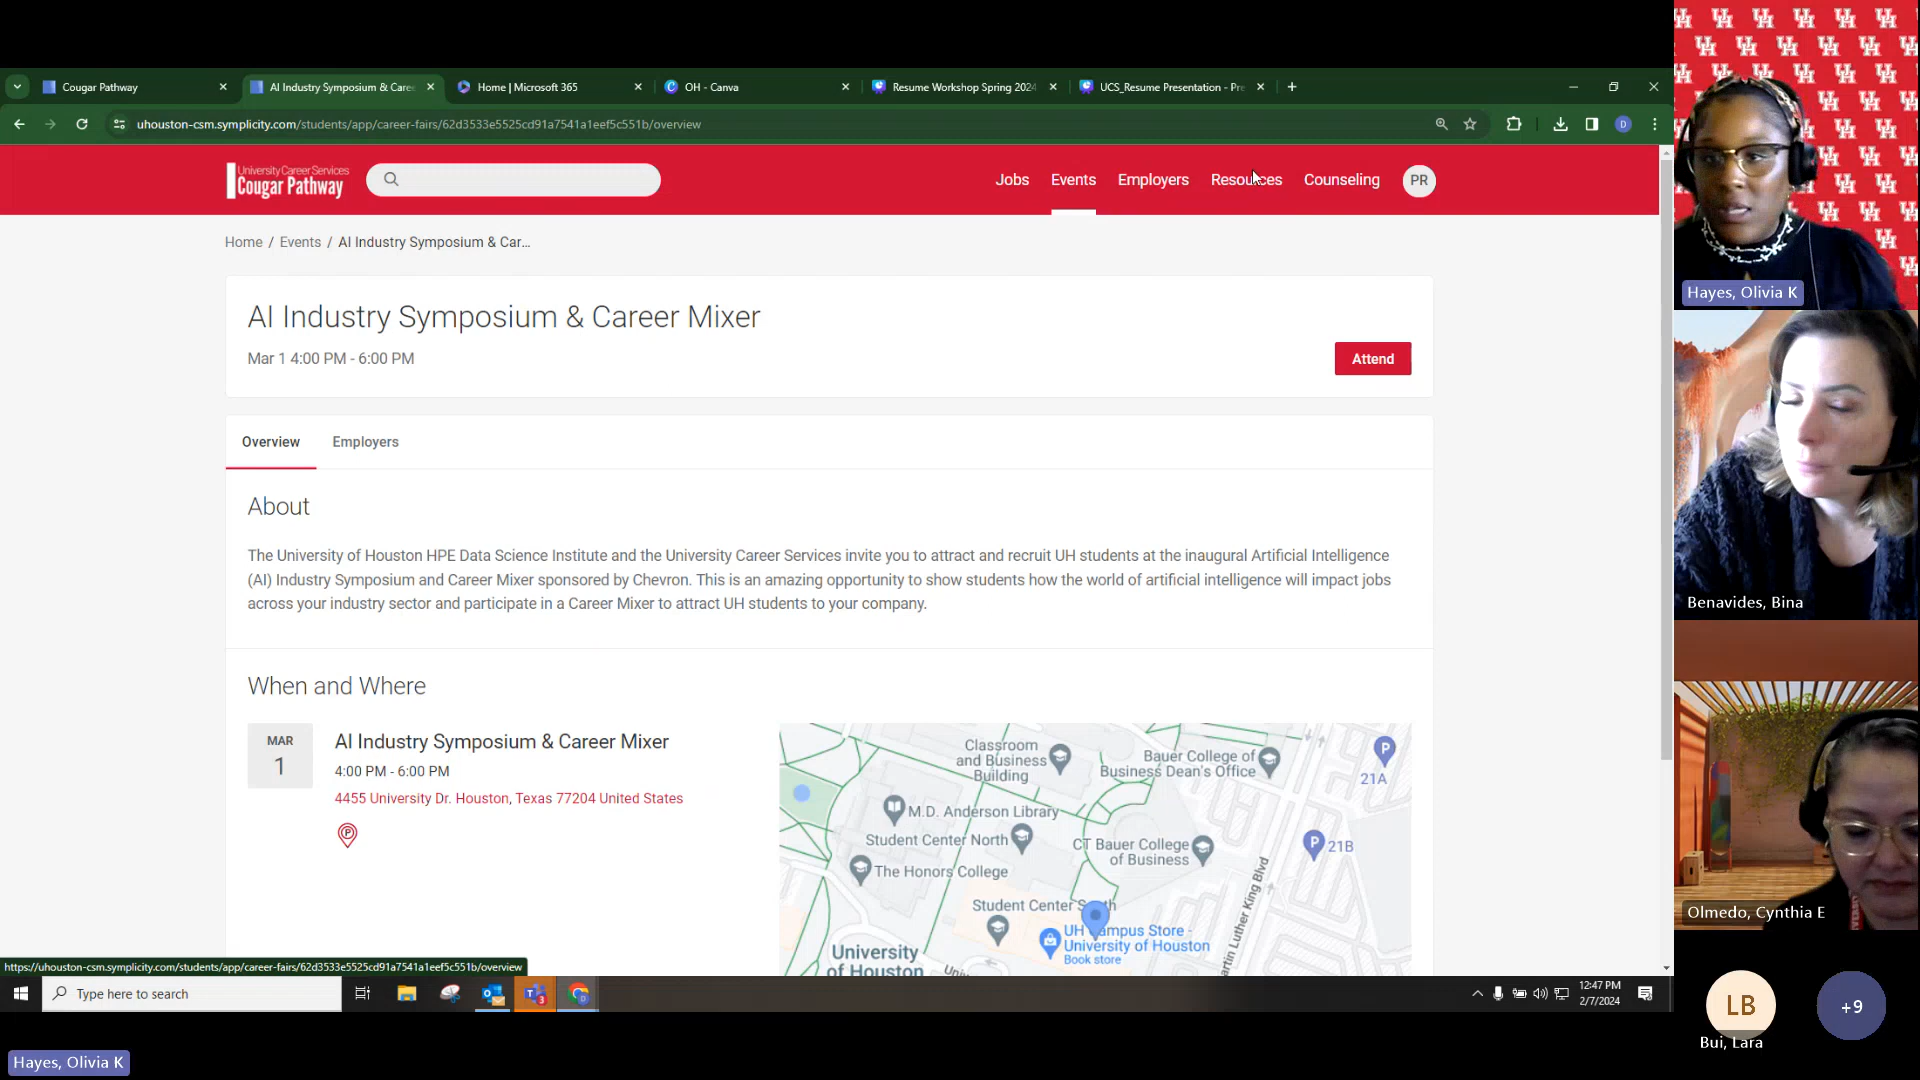 Cougar Pathway
AI Industry Symposium & Care
Home | Microsoft 365
OH - Canva
Resume Workshop Spring 2024
UCS_Resume Presentation - Pre
uhouston-csm.symplicity.com/students/app/career-fairs/62d3533e5525cd91a7541a1eef5c551b/overview
D
University Career Services
Cougar Pathway
Jobs
Events
Employers
Resources
Counseling
PR
Home / Events / AI Industry Symposium & Car...
AI Industry Symposium & Career Mixer
Mar 1 4:00 PM - 6:00 PM
Attend
Overview
Employers
About
The University of Houston HPE Data Science Institute and the University Career Services invite you to attract and recruit UH students at the inaugural Artificial Intelligence
(AI) Industry Symposium and Career Mixer sponsored by Chevron. This is an amazing opportunity to show students how the world of artificial intelligence will impact jobs
across your industry sector and participate in a Career Mixer to attract UH students to your company.
When and Where
MAR
1
AI Industry Symposium & Career Mixer
4:00 PM - 6:00 PM
4455 University Dr. Houston, Texas 77204 United States
P
Classroom
and Business
Building
Bauer College of
Business Dean's Office
P
21A
M.D. Anderson Library
Student Center North
CT Bauer College
of Business
P
21B
The Honors College
Student Center South
UH Campus Store -
University of Houston
Book store
University
of Houston
https://uhouston-csm.symplicity.com/students/app/career-fairs/62d3533e5525cd91a7541a1eef5c551b/overview
Type here to search
12:47 PM
2/7/2024
Hayes, Olivia K
Hayes, Olivia K
Benavides, Bina
Olmedo, Cynthia E
LB
Bui, Lara
+9